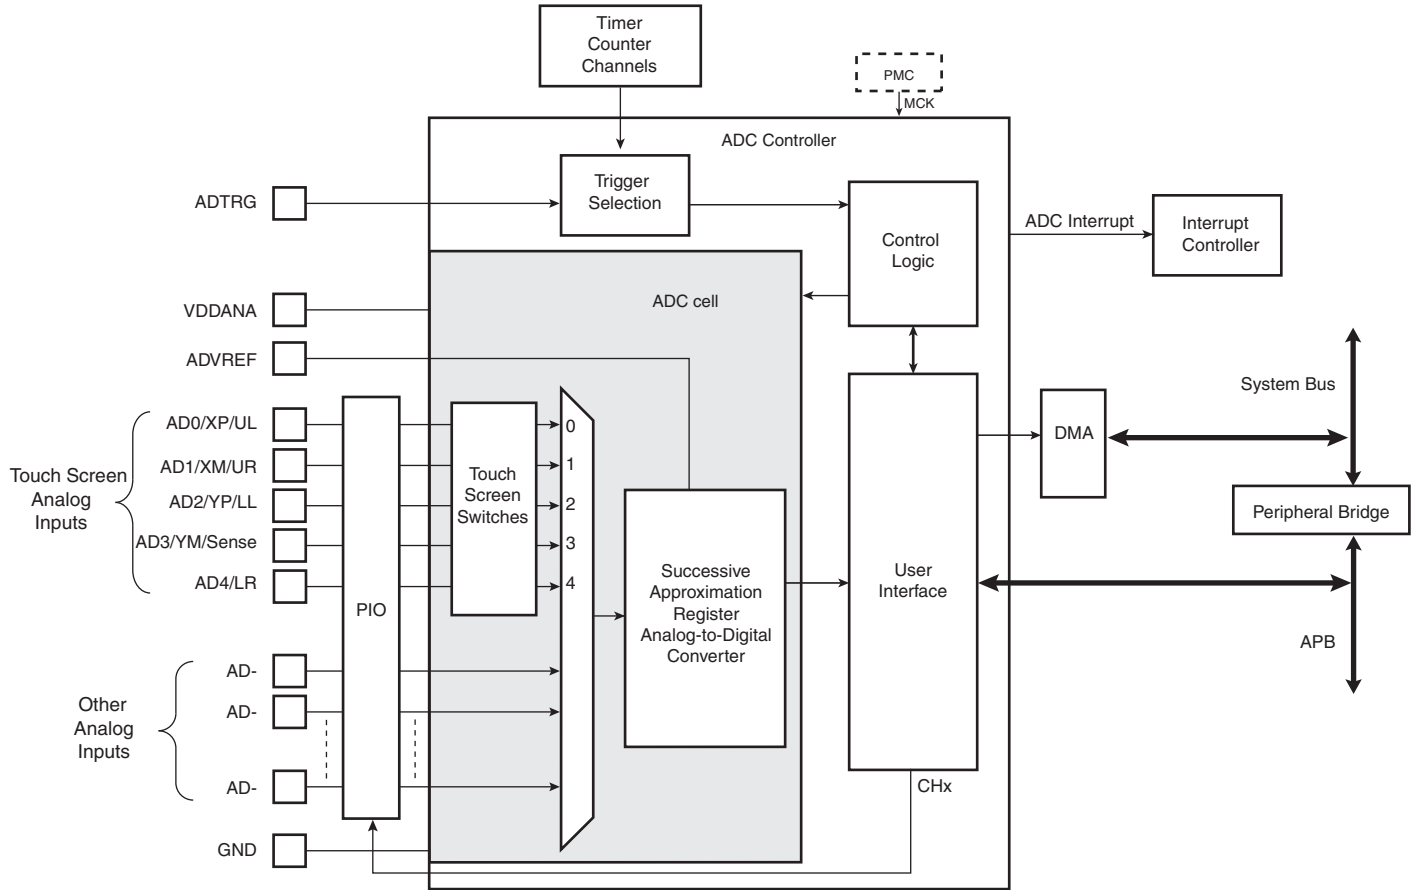 Timer
Counter
Channels
PMC
MCK
ADC Controller
ADTRG
Trigger
Selection
Control
Logic
ADC Interrupt
Interrupt
Controller
VDDANA
ADC cell
ADVREF
System Bus
AD0/XP/UL
0
DMA
AD1/XM/UR
1
Touch Screen
Analog
Inputs
Touch
Screen
Switches
AD2/YP/LL
2
Peripheral Bridge
AD3/YM/Sense
3
AD4/LR
4
PIO
Successive
Approximation
Register
Analog-to-Digital
Converter
User
Interface
APB
AD-
Other
Analog
Inputs
AD-
AD-
CHx
GND